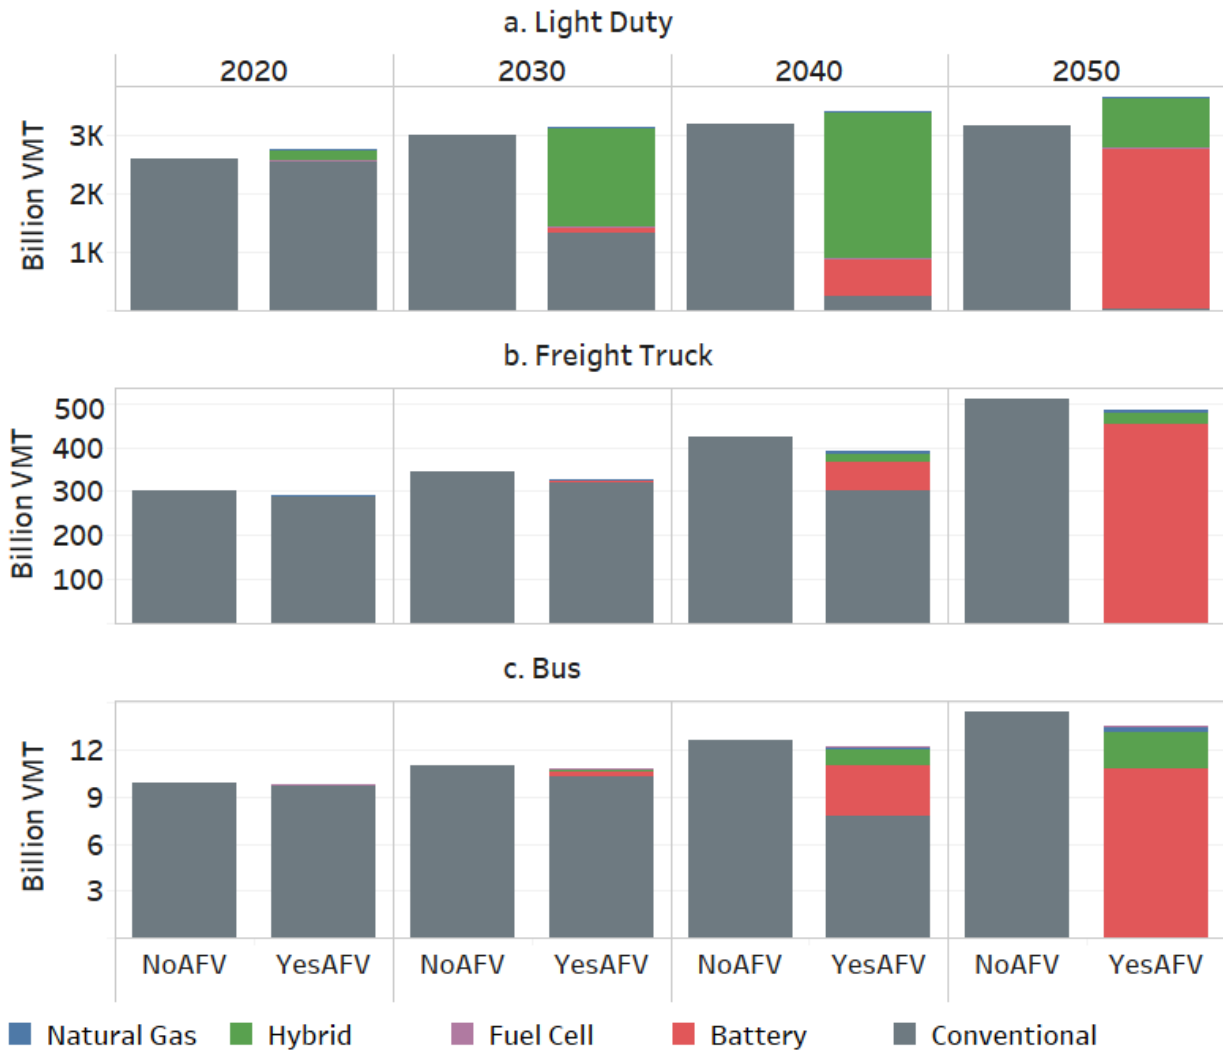 a. Light Duty
2020 2030 2040 2050
Billion VMT
3K
2K
1K
b. Freight Truck
Billion VMT
500
400
300
200
100
c. Bus
Billion VMT
12
9
6
3
NoAFV YesAFV NoAFV YesAFV NoAFV YesAFV NoAFV YesAFV
Natural Gas Hybrid Fuel Cell Battery Conventional